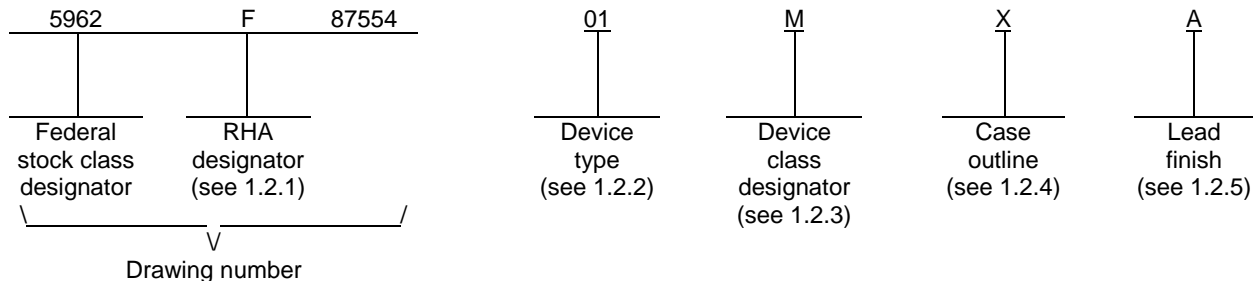 5962 F 87554 01 M X A
Federal RHA Device Device Case Lead
stock class designator type class outline finish
designator (see 1.2.1) (see 1.2.2) designator (see 1.2.4) (see 1.2.5)
(see 1.2.3)
Drawing number